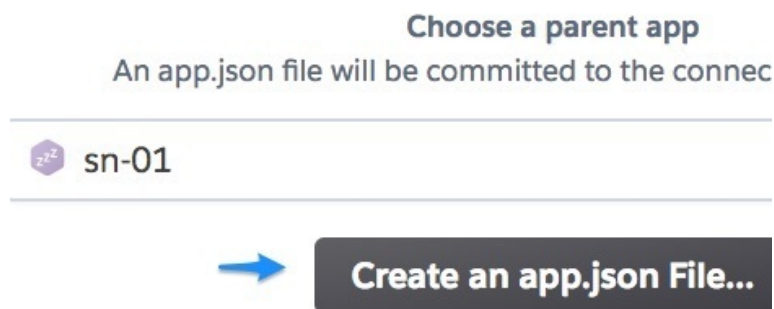 Choose a parent app
An app.json file will be committed to the connec
zzz sn-01
Create an app.json File...